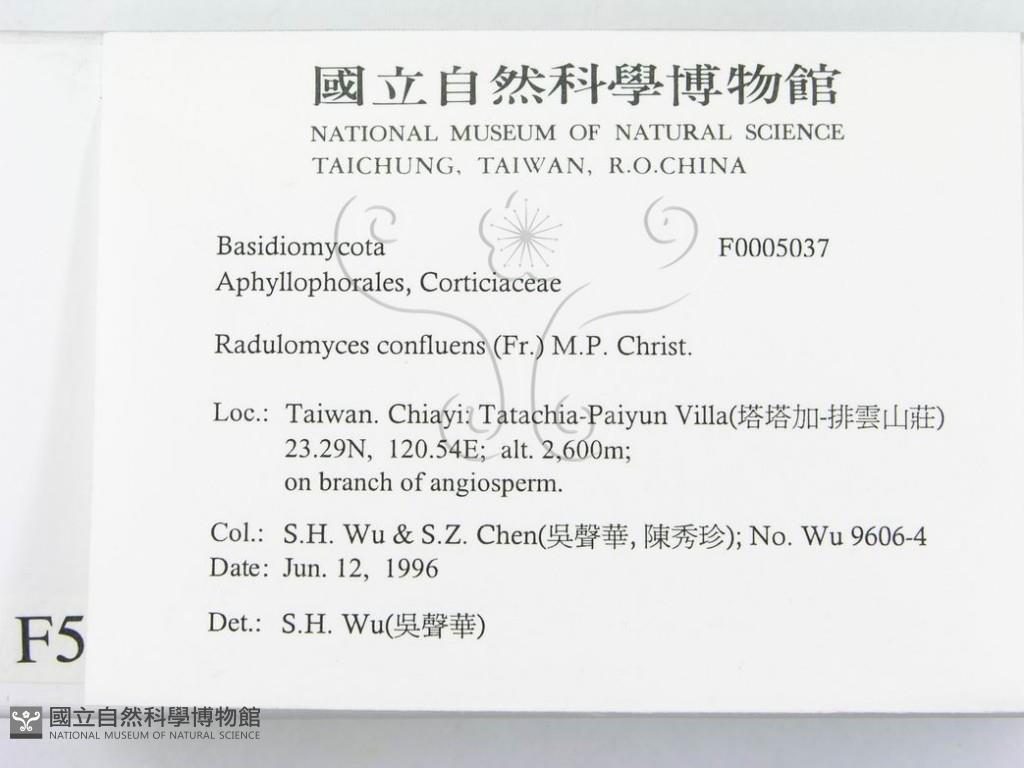 國立自然科學博物館
NATIONAL MUSEUM OF NATURAL SCIENCE
TAICHUNG, TAIWAN, R.O.CHINA
Basidiomycota F0005037
Aphyllophorales, Corticiaceae
Radulomyces confluens (Fr.) M.P. Christ.
Loc.: Taiwan. Chiayi: Tatachia-Paiyun Villa(塔塔加-排雲山莊)
23.29N, 120.54E; alt. 2,600m;
on branch of angiosperm.
Col.: S.H. Wu & S.Z. Chen(吳聲華, 陳秀珍); No. Wu 9606-4
Date: Jun. 12, 1996
Det.: S.H. Wu(吳聲華)
F5
國立自然科學博物館
NATIONAL MUSEUM OF NATURAL SCIENCE